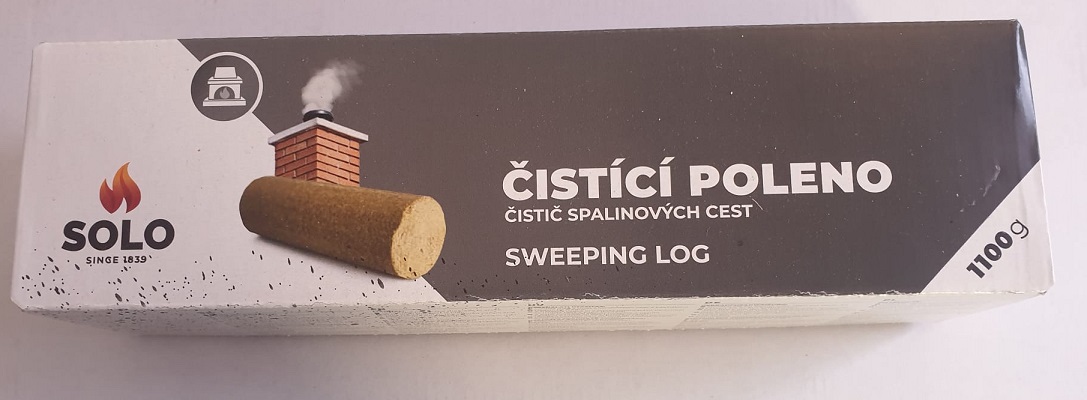 SOLO
SINCE 1839
ČISTÍCÍ POLENO
ČISTIČ SPALINOVÝCH CEST
SWEEPING LOG
1100g